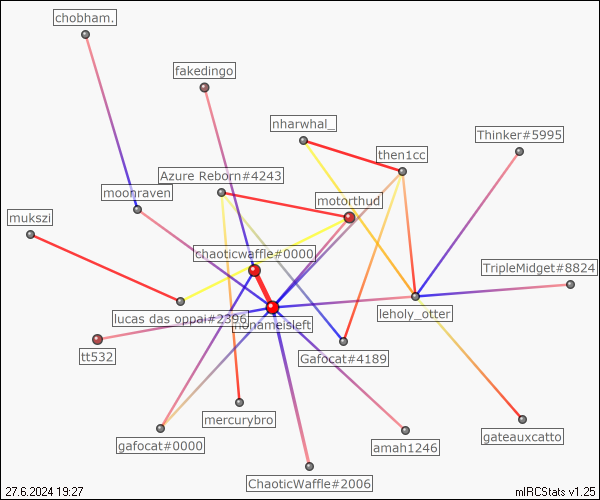 chobham.
fakedingo
nharwhal_
Thinker#5995
then1cc
Azure Reborn#4243
moonraven
motorthud
mukszi
chaoticwaffle#0000
TripleMidget#8824
lucas das oppai#2396
nonameisleft
leholy_otter
tt532
Gafocat#4189
mercurybro
gafocat#0000
amah1246
gateauxcatto
ChaoticWaffle#2006
27.6.2024 19:27
mIRCStats v1.25